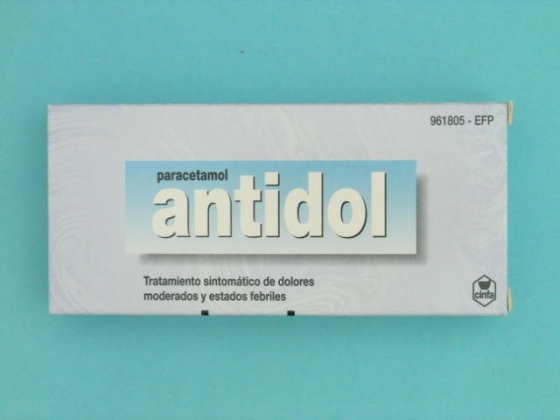 961805 - EFP
paracetamol
antidol
Tratamiento sintomático de dolores
moderados y estados febriles
cinfa